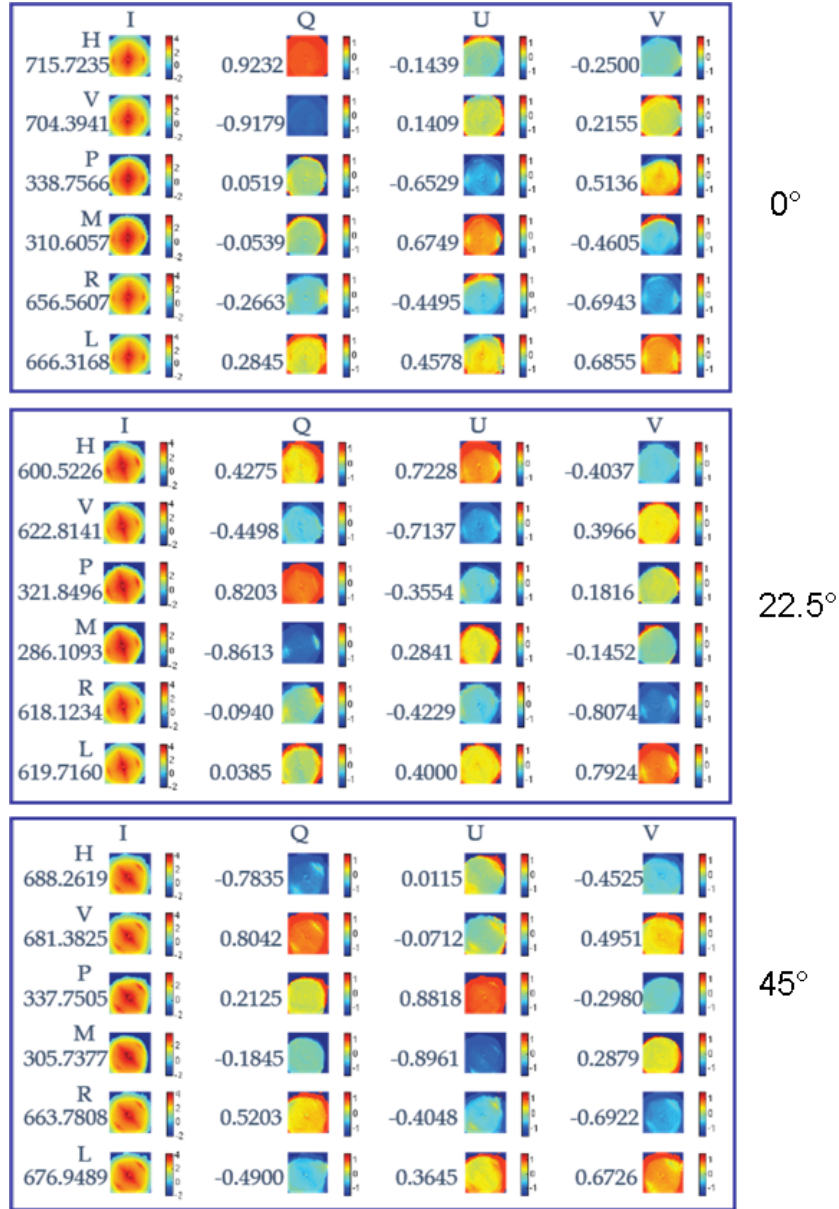 I Q U V
H
715.7235 0.9232 -0.1439 -0.2500
V
704.3941 -0.9179 0.1409 0.2155
P
338.7566 0.0519 -0.6529 0.5136
M
310.6057 -0.0539 0.6749 -0.4605
R
656.5607 -0.2663 -0.4495 -0.6943
L
666.3168 0.2845 0.4578 0.6855
0°
I Q U V
H
600.5226 0.4275 0.7228 -0.4037
V
622.8141 -0.4498 -0.7137 0.3966
P
321.8496 0.8203 -0.3554 0.1816
M
286.1093 -0.8613 0.2841 -0.1452
R
618.1234 -0.0940 -0.4229 -0.8074
L
619.7160 0.0385 0.4000 0.7924
22.5°
I Q U V
H
688.2619 -0.7835 0.0115 -0.4525
V
681.3825 0.8042 -0.0712 0.4951
P
337.7505 0.2125 0.8818 -0.2980
M
305.7377 -0.1845 -0.8961 0.2879
R
663.7808 0.5203 -0.4048 -0.6922
L
676.9489 -0.4900 0.3645 0.6726
45°